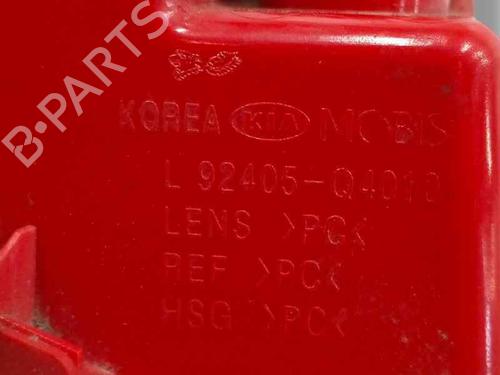 B-PARTS
KOREA KIA MOBIS
L 92405-Q4010
LENS >PC<
REF >PC<
HSG >PC<